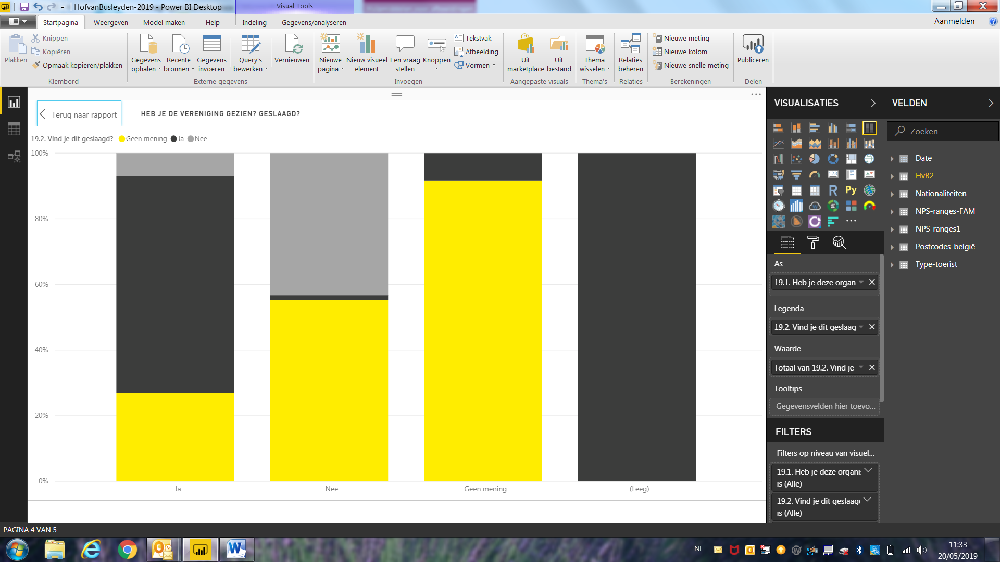 HofvanBusleyden-2019 - Power BI Desktop
Visual Tools
Startpagina
Weergeven
Model maken
Help
Indeling
Gegevens/analyseren
Aanmelden
Plakken
Knippen
Kopiëren
Opmaak kopiëren/plakken
Klembord
Gegevens ophalen
Recente bronnen
Gegevens invoeren
Query's bewerken
Vernieuwen
Externe gegevens
Nieuwe pagina
Nieuw visueel element
Een vraag stellen
Knoppen
Tekstvak
Afbeelding
Vormen
Invoegen
Uit marketplace
Uit bestand
Aangepaste visuals
Thema wisselen
Thema's
Relaties beheren
Relaties
Nieuwe meting
Nieuwe kolom
Nieuwe snelle meting
Berekeningen
Publiceren
Delen
Terug naar rapport
HEB JE DE VERENIGING GEZIEN? GESLAAGD?
19.2. Vind je dit geslaagd? Geen mening Ja Nee
100%
80%
60%
40%
20%
0%
Ja
Nee
Geen mening
(Leeg)
VISUALISATIES
R
Py
As
19.1. Heb je deze organi
Legenda
19.2. Vind je dit geslaag
Waarde
Totaal van 19.2. Vind je
Tooltips
Gegevensvelden hier toevo...
FILTERS
Filters op niveau van visuel...
19.1. Heb je deze organis
is (Alle)
19.2. Vind je dit geslaagd
is (Alle)
VELDEN
Zoeken
Date
HvB2
Nationaliteiten
NPS-ranges-FAM
NPS-ranges1
Postcodes-belgië
Type-toerist
PAGINA 4 VAN 5
NL
11:33
20/05/2019